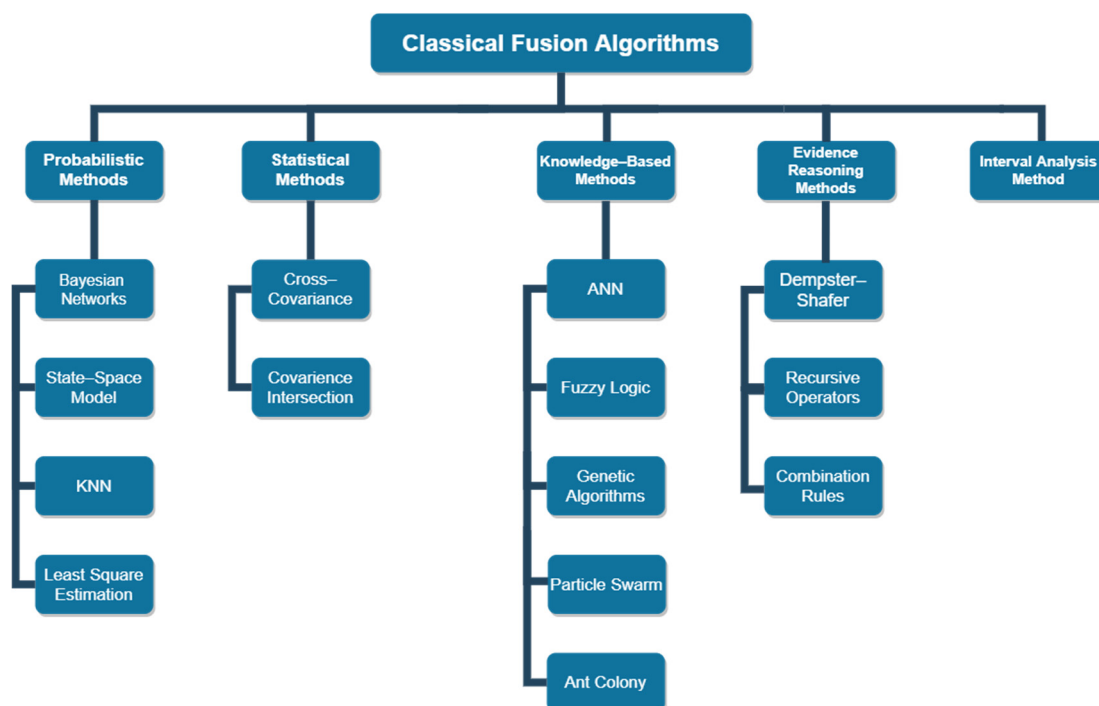 Classical Fusion Algorithms
Probabilistic
Methods
Statistical
Methods
Knowledge–Based
Methods
Evidence
Reasoning
Methods
Interval Analysis
Method
Bayesian
Networks
State–Space
Model
KNN
Least Square
Estimation
Cross–
Covariance
Covarience
Intersection
ANN
Fuzzy Logic
Genetic
Algorithms
Particle Swarm
Ant Colony
Dempster–
Shafer
Recursive
Operators
Combination
Rules